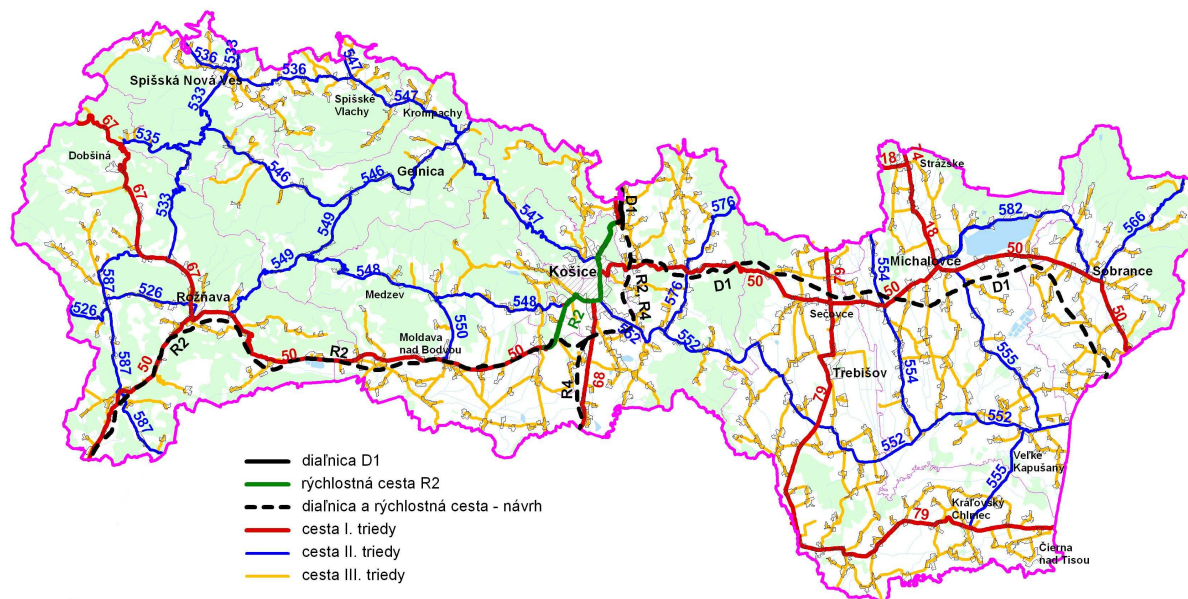 533
536
Spišská Nová Ves
536
547
533
Spišské
Vlachy
547
Krompachy
67
535
Dobšiná
546
546
Gelnica
67
533
549
547
576
D1
18
74
Strážske
18
582
566
67
549
548
Košice
R2, R4
576
D1
50
554
Michalovce
50
50
D1
Sobrance
587
526
526
Rožňava
Medzev
548
R2
552
Sečovce
50
550
Moldava
nad Bodvou
50
R2
50
R2
50
587
587
R4
68
552
Trebišov
79
554
555
552
Veľké
Kapušany
555
79
Kráľovský
Chlmec
Čierna
nad Tisou
diaľnica D1
rýchlostná cesta R2
diaľnica a rýchlostná cesta - návrh
cesta I. triedy
cesta II. triedy
cesta III. triedy